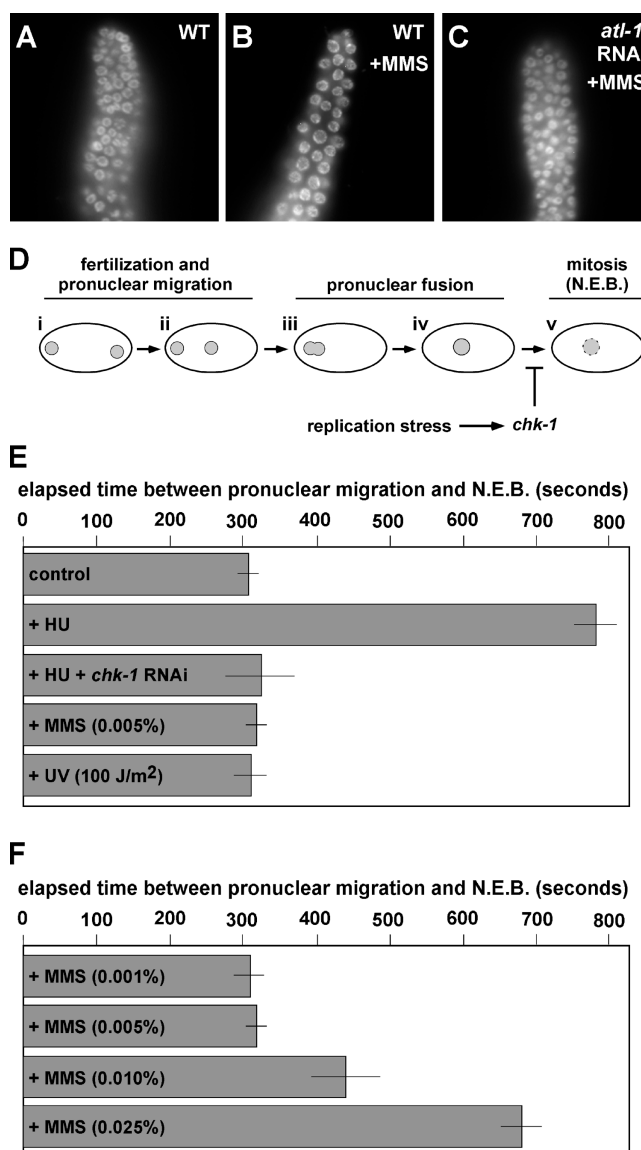 A
WT
B
WT
+MMS
C
atl-1
RNAi
+MMS
D
fertilization and
pronuclear migration
pronuclear fusion
mitosis
(N.E.B.)
i
ii
iii
iv
v
replication stress
chk-1
E
elapsed time between pronuclear migration and N.E.B. (seconds)
0 100 200 300 400 500 600 700 800
control
+ HU
+ HU + chk-1 RNAi
+ MMS (0.005%)
+ UV (100 J/m2)
F
elapsed time between pronuclear migration and N.E.B. (seconds)
0 100 200 300 400 500 600 700 800
+ MMS (0.001%)
+ MMS (0.005%)
+ MMS (0.010%)
+ MMS (0.025%)